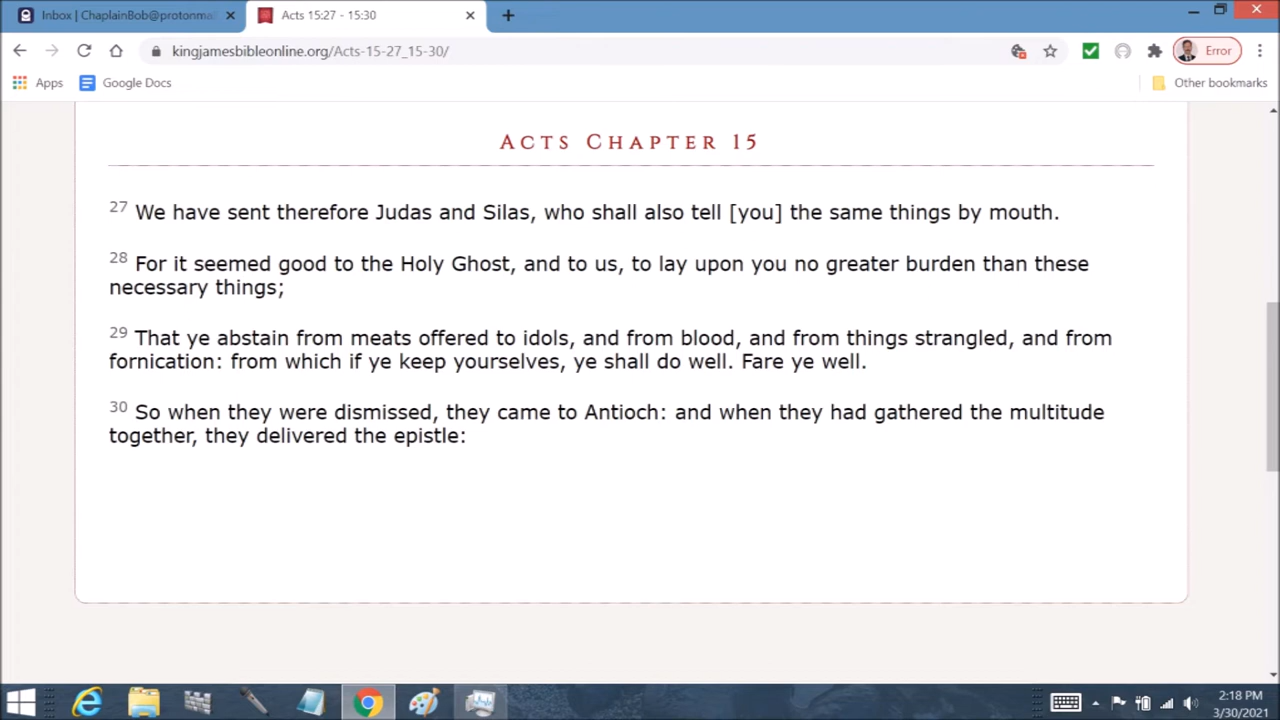 Inbox | ChaplainBob@protonmai
Acts 15:27 - 15:30
kingjamesbibleonline.org/Acts-15-27_15-30/
Error
Apps
Google Docs
Other bookmarks
ACTS CHAPTER 15
27 We have sent therefore Judas and Silas, who shall also tell [you] the same things by mouth.
28 For it seemed good to the Holy Ghost, and to us, to lay upon you no greater burden than these
necessary things;
29 That ye abstain from meats offered to idols, and from blood, and from things strangled, and from
fornication: from which if ye keep yourselves, ye shall do well. Fare ye well.
30 So when they were dismissed, they came to Antioch: and when they had gathered the multitude
together, they delivered the epistle:
2:18 PM
3/30/2021